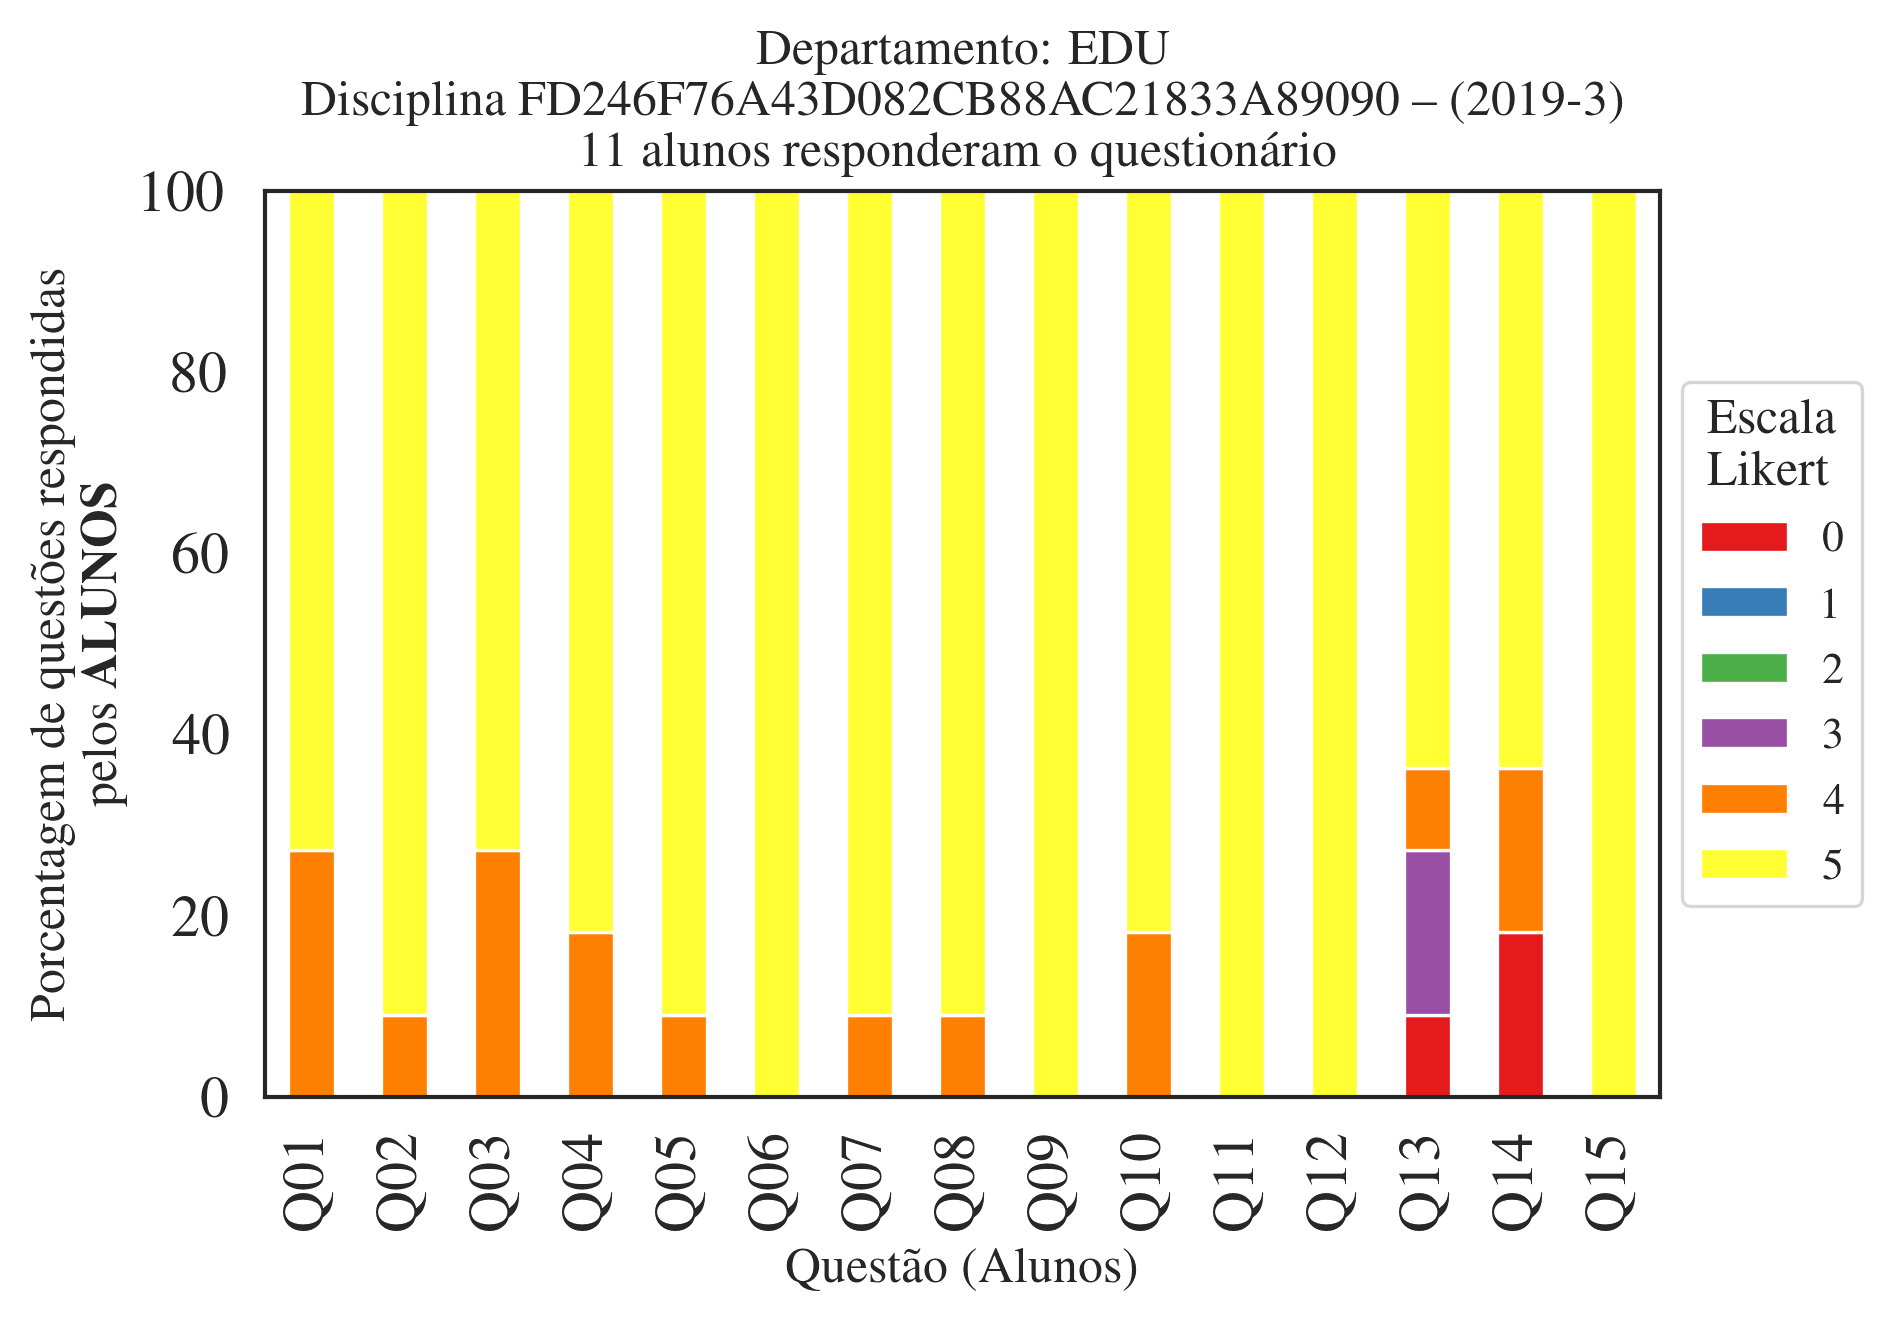 Departamento: EDU
Disciplina FD246F76A43D082CB88AC21833A89090 – (2019-3)
11 alunos responderam o questionário
Porcentagem de questões respondidas
pelos ALUNOS
100
80
60
40
20
0
Q01
Q02
Q03
Q04
Q05
Q06
Q07
Q08
Q09
Q10
Q11
Q12
Q13
Q14
Q15
Questão (Alunos)
Escala
Likert
0
1
2
3
4
5